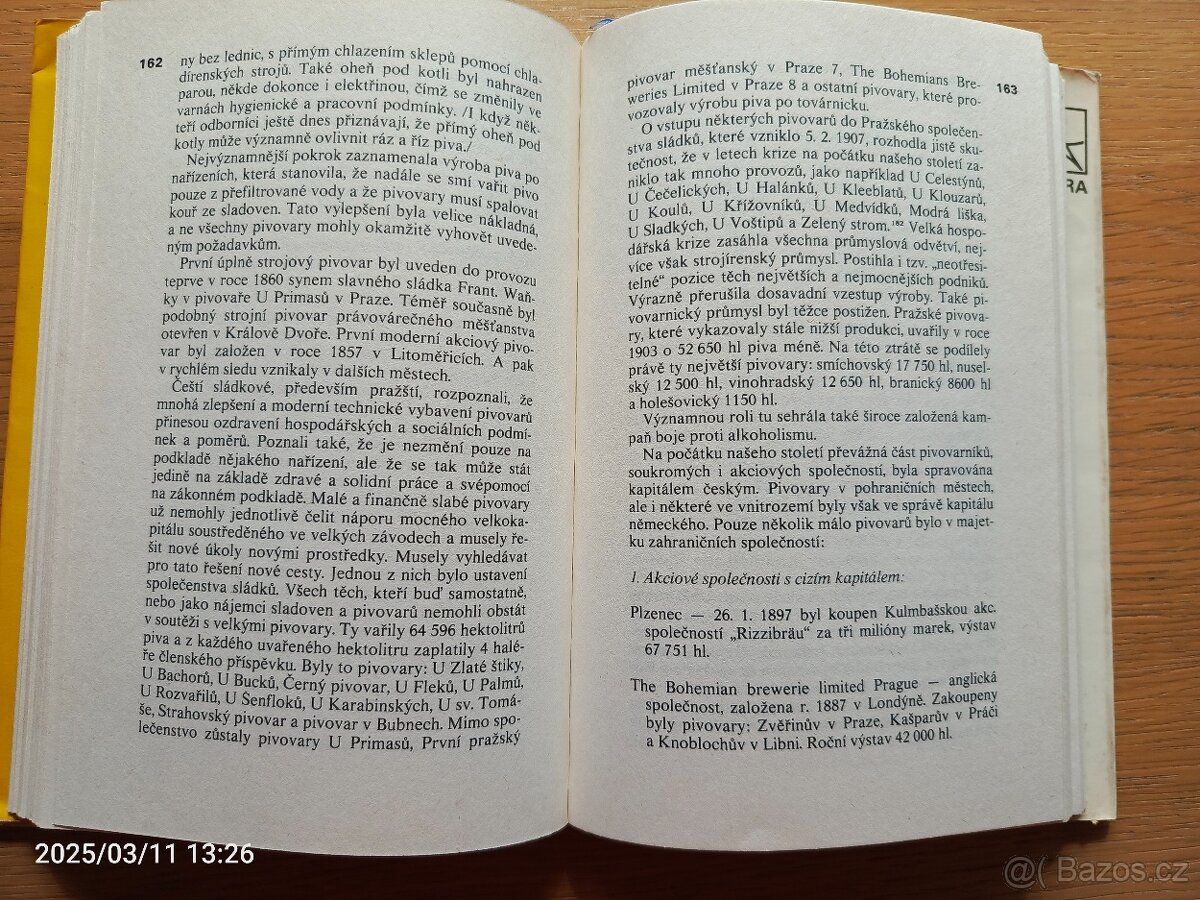 162
ny bez lednic, s přímým chlazením sklepů pomocí chla-
dírenských strojů. Také oheň pod kotli byl nahrazen
parou, někde dokonce i elektřinou, čímž se změnily ve
varnách hygienické a pracovní podmínky. /I když něk-
teří odborníci ještě dnes přiznávají, že přímý oheň pod
kotly může významně ovlivnit ráz a říz piva./
Nejvýznamnější pokrok zaznamenala výroba piva po
nařízeních, která stanovila, že nadále se smí vařit pivo
pouze z přefiltrované vody a že pivovary musí spalovat
kouř ze sladoven. Tato vylepšení byla velice nákladná,
a ne všechny pivovary mohly okamžitě vyhovět uvede-
ným požadavkům.
První úplně strojový pivovar byl uveden do provozu
teprve v roce 1860 synem slavného sládka Frant. Waň-
ky v pivovaře U Primasů v Praze. Téměř současně byl
podobný strojní pivovar právovárečného měšťanstva
otevřen v Králově Dvoře. První moderní akciový pivo-
var byl založen v roce 1857 v Litoměřicích. A pak
v rychlém sledu vznikaly v dalších městech.
Čeští sládkové, především pražští, rozpoznali, že
mnohá zlepšení a moderní technické vybavení pivovarů
přinesou ozdravení hospodářských a sociálních podmí-
nek a poměrů. Poznali také, že je nezmění pouze na
podkladě nějakého nařízení, ale že se tak může stát
jedině na základě zdravé a solidní práce a svépomocí
na zákonném podkladě. Malé a finančně slabé pivovary
už nemohly jednotlivě čelit náporu mocného velkoka-
pitálu soustředěného ve velkých závodech a musely ře-
šit nové úkoly novými prostředky. Musely vyhledávat
pro tato řešení nové cesty. Jednou z nich bylo ustavení
společenstva sládků. Všech těch, kteří buď samostatně,
nebo jako nájemci sladoven a pivovarů nemohli obstát
v soutěži s velkými pivovary. Ty vařily 64 596 hektolitrů
piva a z každého uvařeného hektolitru zaplatily 4 halé-
ře členského příspěvku. Byly to pivovary: U Zlaté štiky,
U Bachorů, U Bucků, Černý pivovar, U Fleků, U Palmů,
U Rozvařilů, U Šenfloků, U Karabinských, U sv. Tomá-
še, Strahovský pivovar a pivovar v Bubnech. Mimo spo-
lečenstvo zůstaly pivovary U Primasů, První pražský
163
pivovar měšťanský v Praze 7, The Bohemians Bre-
weries Limited v Praze 8 a ostatní pivovary, které pro-
vozovaly výrobu piva po továrnicku.
O vstupu některých pivovarů do Pražského společen-
stva sládků, které vzniklo 5. 2. 1907, rozhodla jistě sku-
tečnost, že v letech krize na počátku našeho století za-
niklo tak mnoho provozů, jako například U Celestýnů,
U Čečelických, U Halánků, U Kleeblatů, U Klouzarů,
U Koulů, U Křížovníků, U Medvídků, Modrá liška,
U Sladkých, U Voštipů a Zelený strom.¹⁸² Velká hospo-
dářská krize zasáhla všechna průmyslová odvětví, nej-
více však strojírenský průmysl. Postihla i tzv. „neotřesi-
telné“ pozice těch největších a nejmocnějších podniků.
Výrazně přerušila dosavadní vzestup výroby. Také pi-
vovarnický průmysl byl těžce postižen. Pražské pivova-
ry, které vykazovaly stále nižší produkci, uvařily v roce
1903 o 52 650 hl piva méně. Na této ztrátě se podílely
právě ty největší pivovary: smíchovský 17 750 hl, nusel-
ský 12 500 hl, vinohradský 12 650 hl, branický 8600 hl
a holešovický 1150 hl.
Významnou roli tu sehrála také široce založená kam-
paň boje proti alkoholismu.
Na počátku našeho století převážná část pivovarníků,
soukromých i akciových společností, byla spravována
kapitálem českým. Pivovary v pohraničních městech,
ale i některé ve vnitrozemí byly však ve správě kapitálu
německého. Pouze několik málo pivovarů bylo v majet-
ku zahraničních společností:
1. Akciové společnosti s cizím kapitálem:
Plzenec — 26. 1. 1897 byl koupen Kulmbašskou akc.
společností „Rizzibräu“ za tři milióny marek, výstav
67 751 hl.
The Bohemian brewerie limited Prague — anglická
společnost, založena r. 1887 v Londýně. Zakoupeny
byly pivovary: Zvěřinův v Praze, Kašparův v Práči
a Knoblochův v Libni. Roční výstav 42 000 hl.
RA
2025/03/11 13:26
@( Bazos.cz